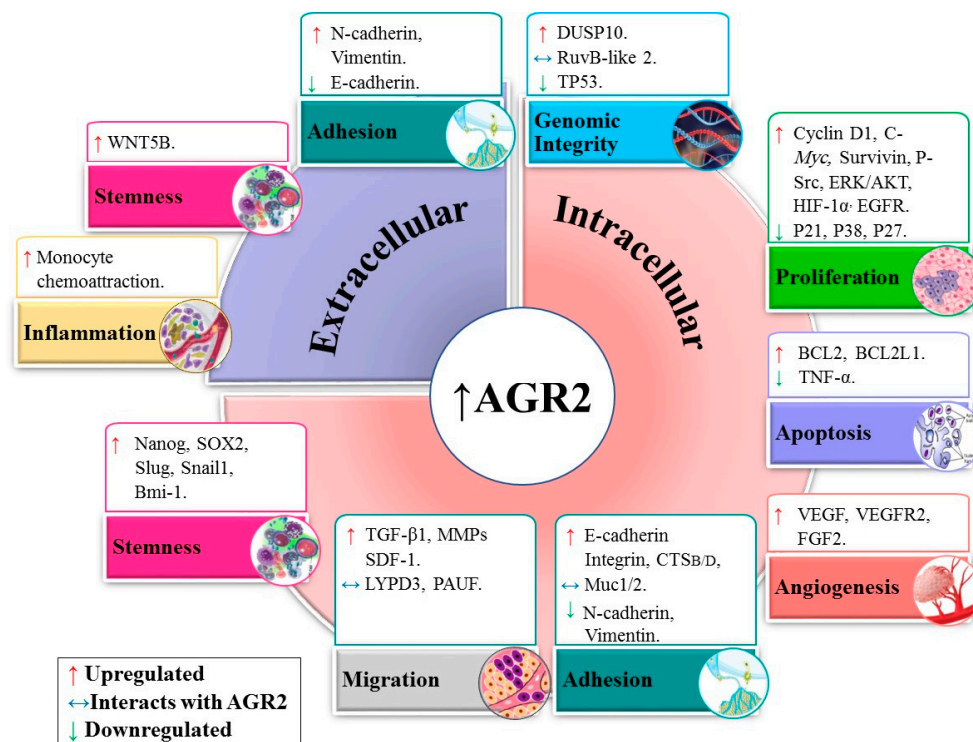 ↑ N-cadherin,
Vimentin.
↓ E-cadherin.
Adhesion
↑ DUSP10.
↔ RuvB-like 2.
↓ TP53.
Genomic
Integrity
↑ WNT5B.
Stemness
↑ Cyclin D1, C-
Myc, Survivin, P-
Src, ERK/AKT,
HIF-1α, EGFR.
↓ P21, P38, P27.
Proliferation
↑ Monocyte
chemoattraction.
Inflammation
Extracellular
Intracellular
↑AGR2
↑ BCL2, BCL2L1.
↓ TNF-α.
Apoptosis
↑ Nanog, SOX2,
Slug, Snail1,
Bmi-1.
Stemness
↑ TGF-β1, MMPs
SDF-1.
↔ LYPD3, PAUF.
Migration
↑ E-cadherin
Integrin, CTSB/D,
↔ Muc1/2.
↓ N-cadherin,
Vimentin.
Adhesion
↑ VEGF, VEGFR2,
FGF2.
Angiogenesis
↑ Upregulated
↔Interacts with AGR2
↓ Downregulated